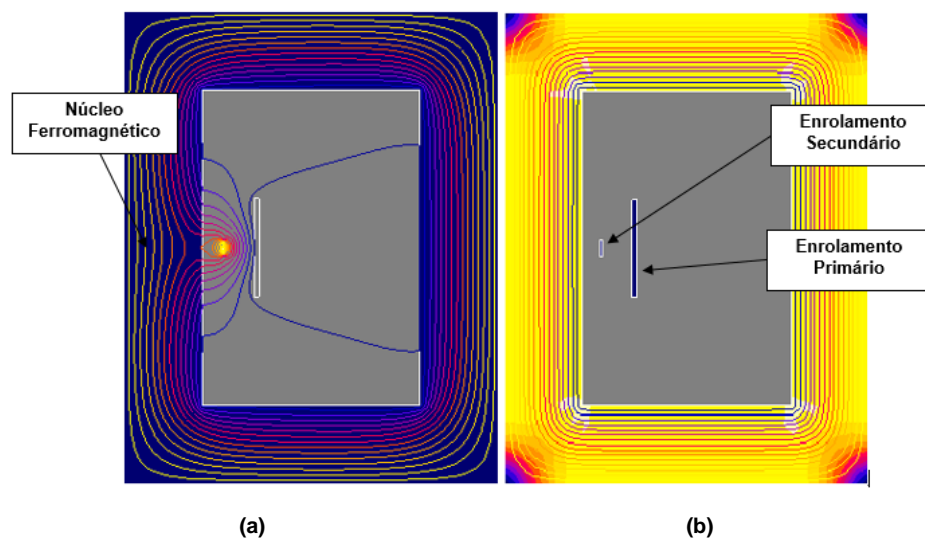 Núcleo
Ferromagnético
Enrolamento
Secundário
Enrolamento
Primário
(a)
(b)